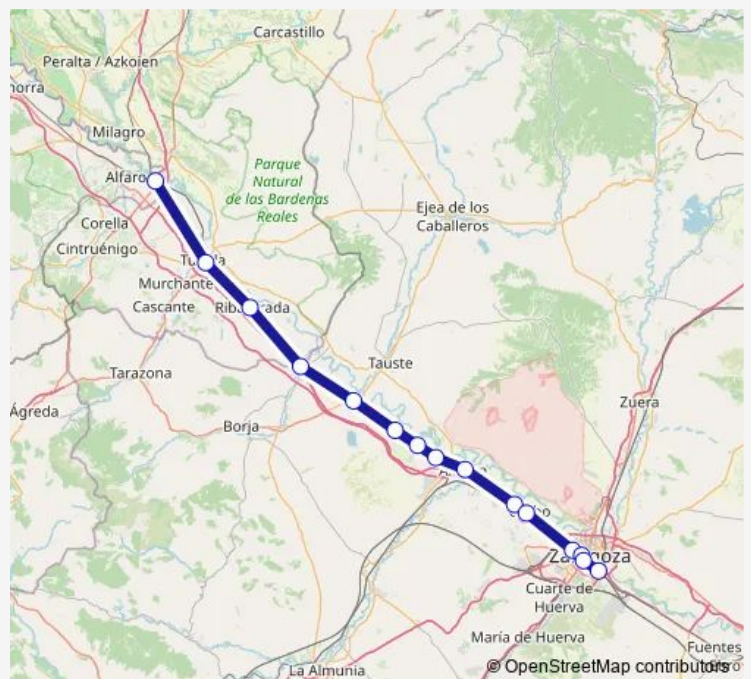 Carcastillo
Peralta / Azkoien
Milagro
Alfaro
Parque
Natural
de las Bardenas
Reales
Corella
Ejea de los
Caballeros
Cintruénigo
Murchante
Cascante
Tauste
Tarazona
Zuera
Ágreda
Borja
Cuarte de
Huerva
María de Huerva
Fuentes
La Almunia
© OpenStreetMap contributors